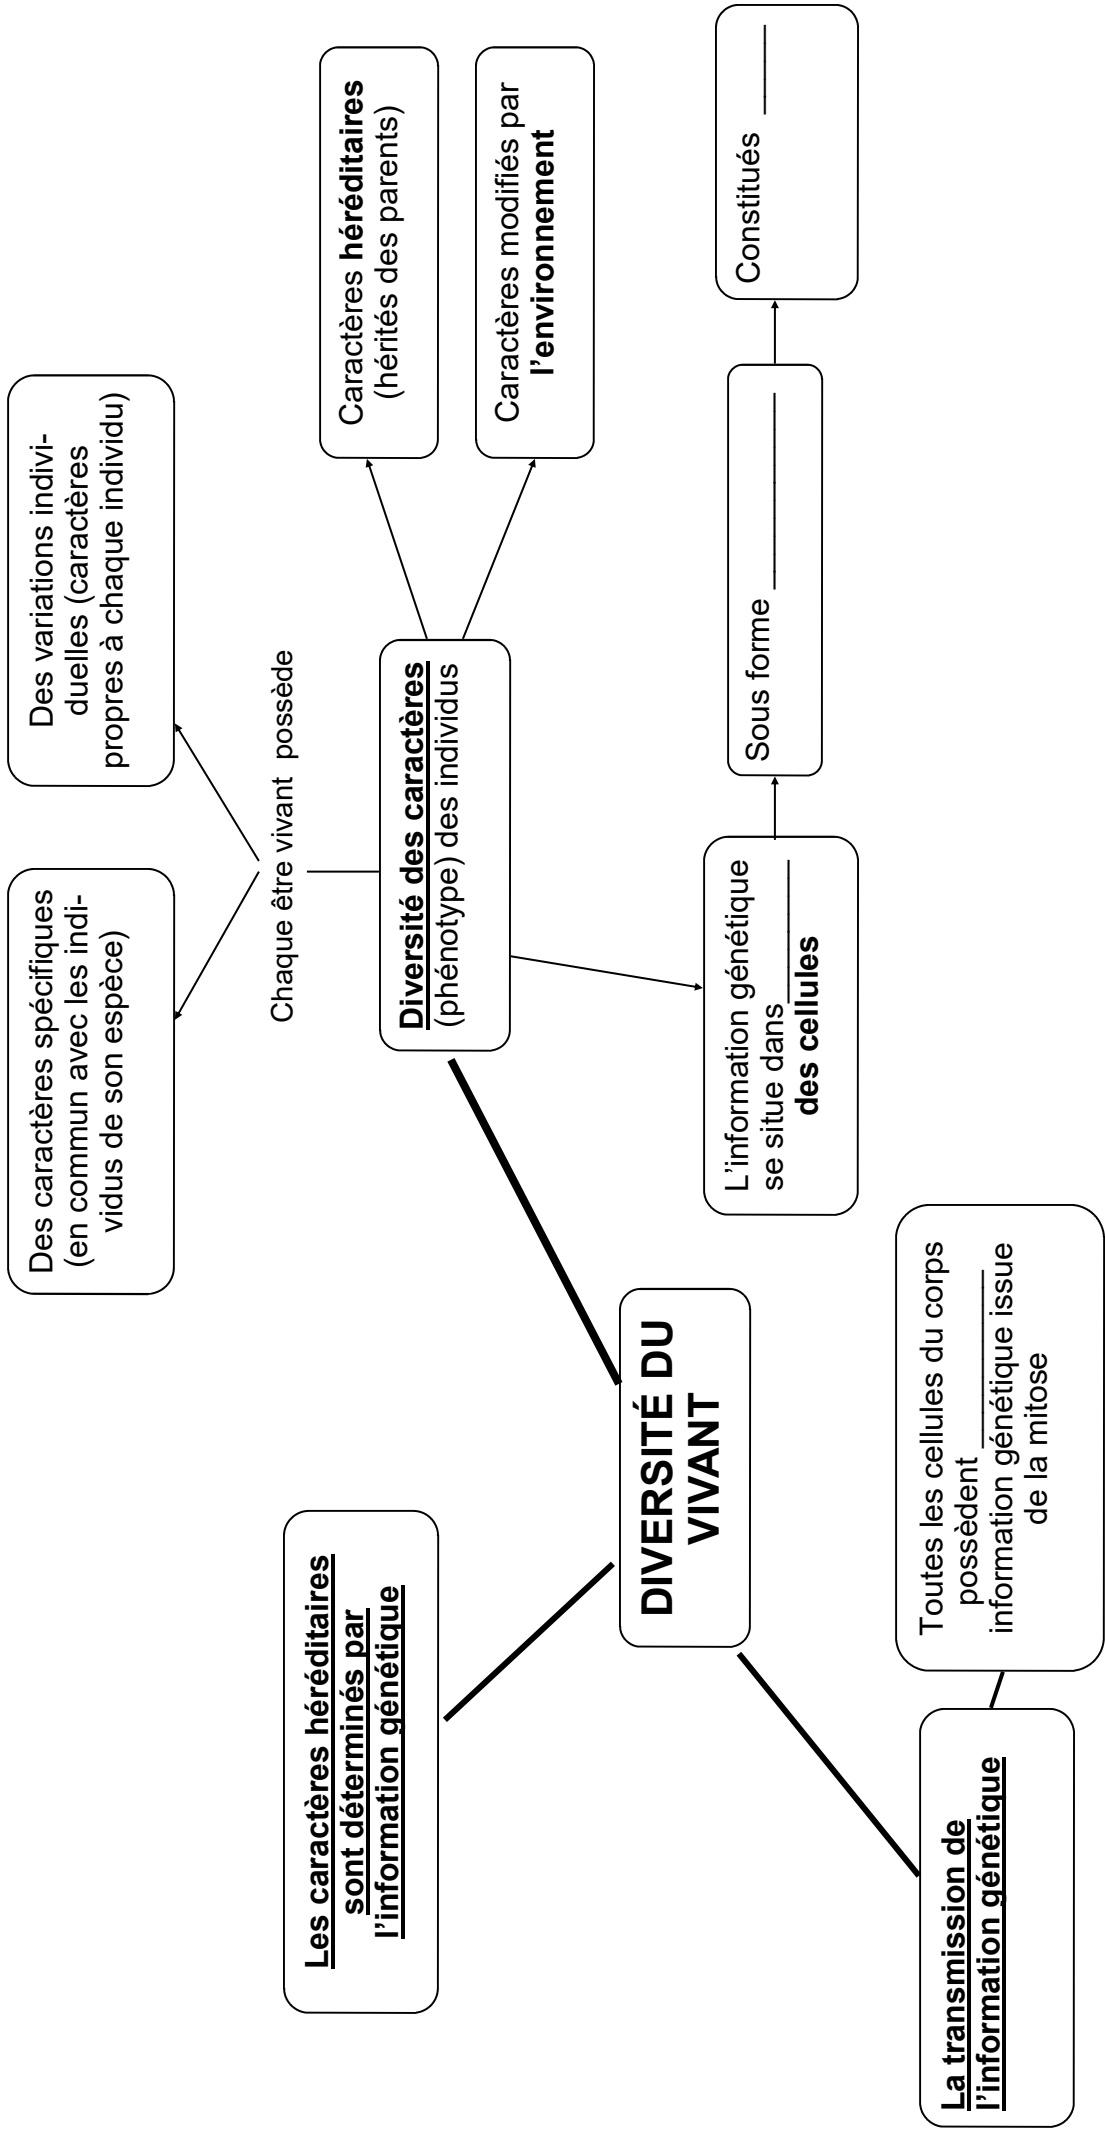 Des caractères spécifiques
(en commun avec les indi-
vidus de son espèce)
Des variations indivi-
duelles (caractères
propres à chaque individu)
Chaque être vivant possède
Les caractères héréditaires
sont déterminés par
l'information génétique
Diversité des caractères
(phénotype) des individus
Caractères héréditaires
(hérités des parents)
Caractères modifiés par
l'environnement
DIVERSITÉ DU
VIVANT
L'information génétique
se situe dans _________
des cellules
Sous forme ____________
Constitués ______
La transmission de
l'information génétique
Toutes les cellules du corps
possèdent ___________
information génétique issue
de la mitose